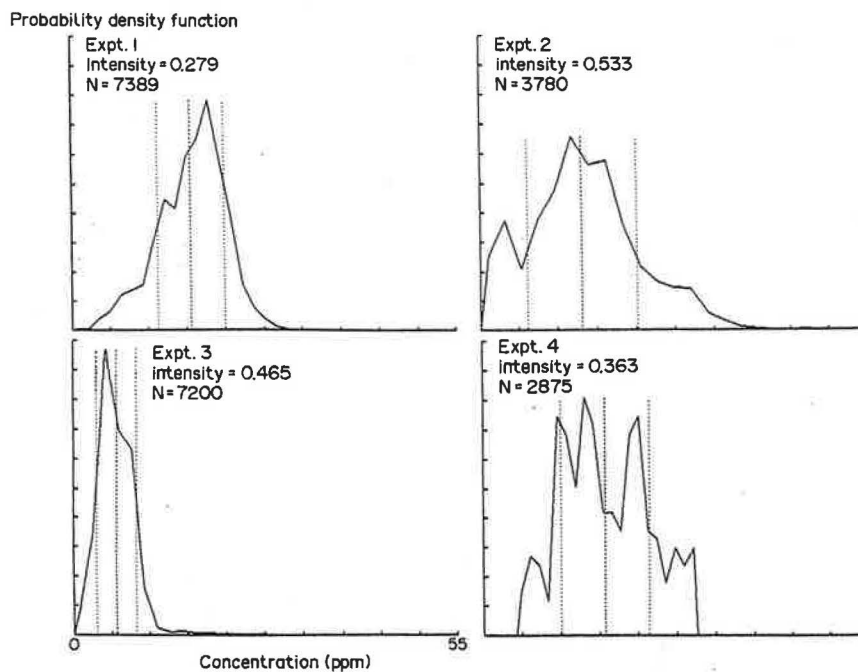 Probability density function
Expt. 1
Intensity = 0.279
N = 7389
Expt. 2
intensity = 0.533
N = 3780
Expt. 3
intensity = 0.465
N = 7200
Expt. 4
intensity = 0.363
N = 2875
0
55
Concentration (ppm)